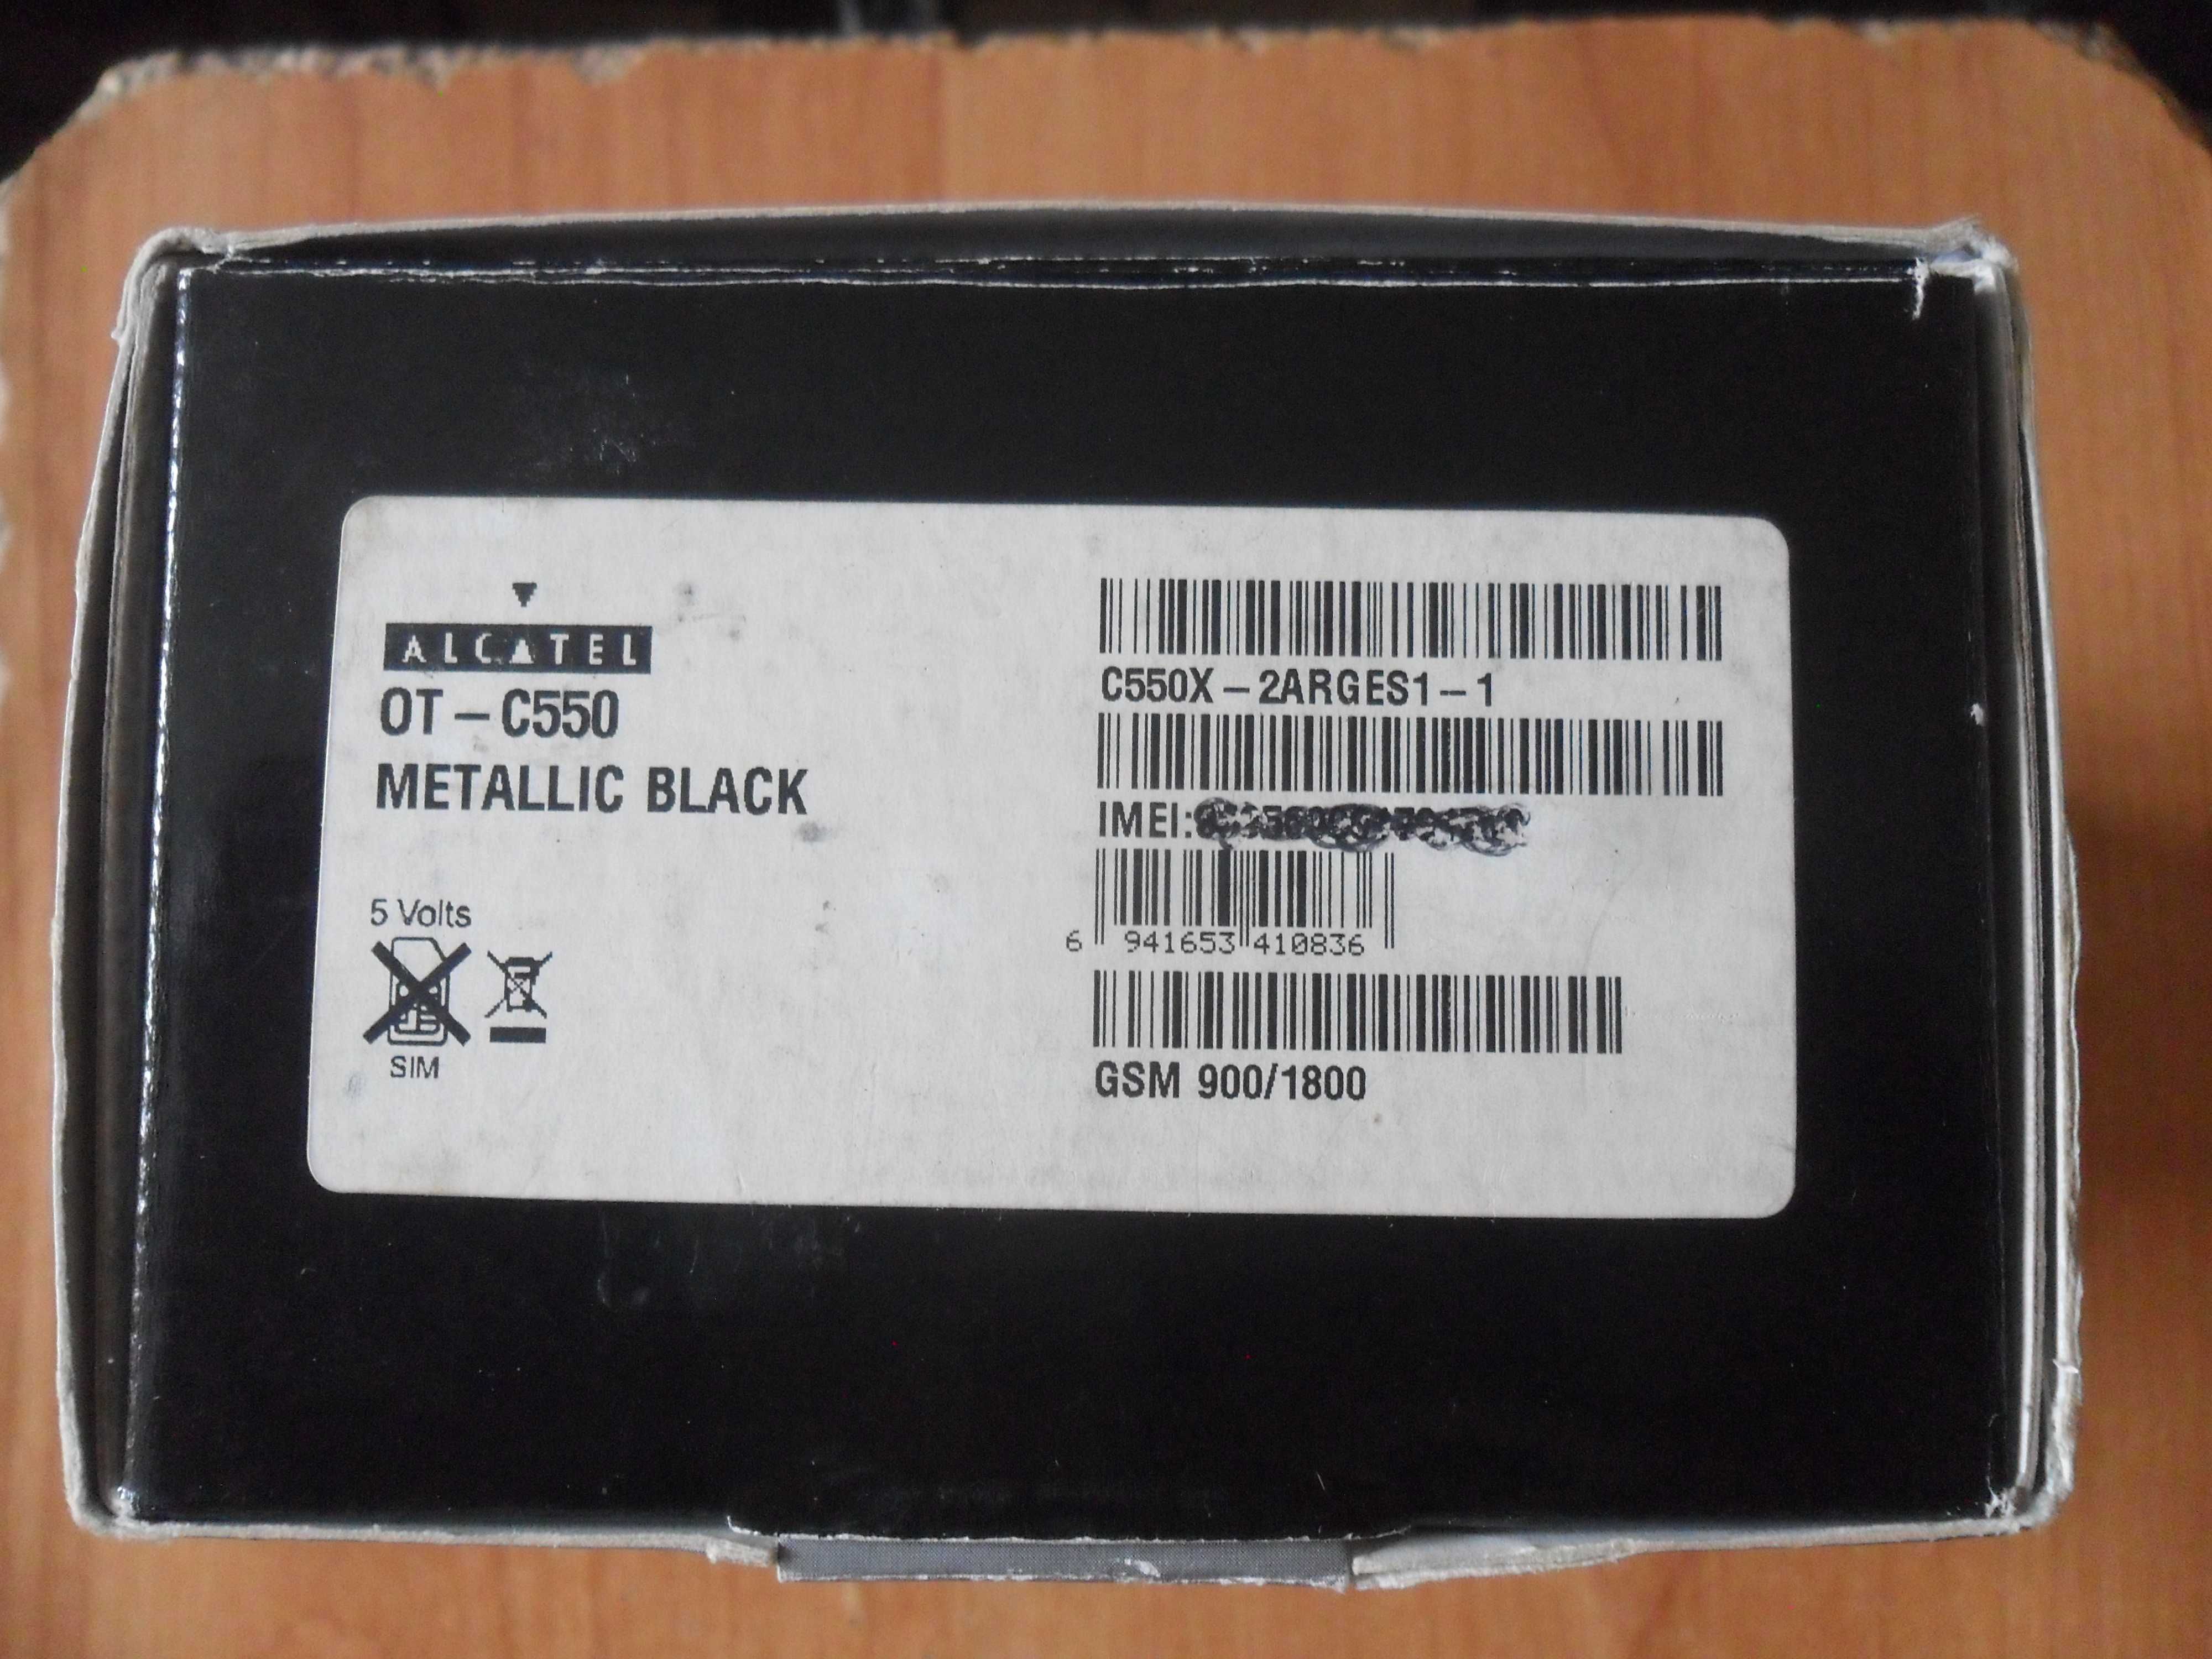 ALCATEL
OT-C550
METALLIC BLACK
5 Volts
SIM
C550X-2ARGES1-1
IMEI:
6 941653 410836
GSM 900/1800